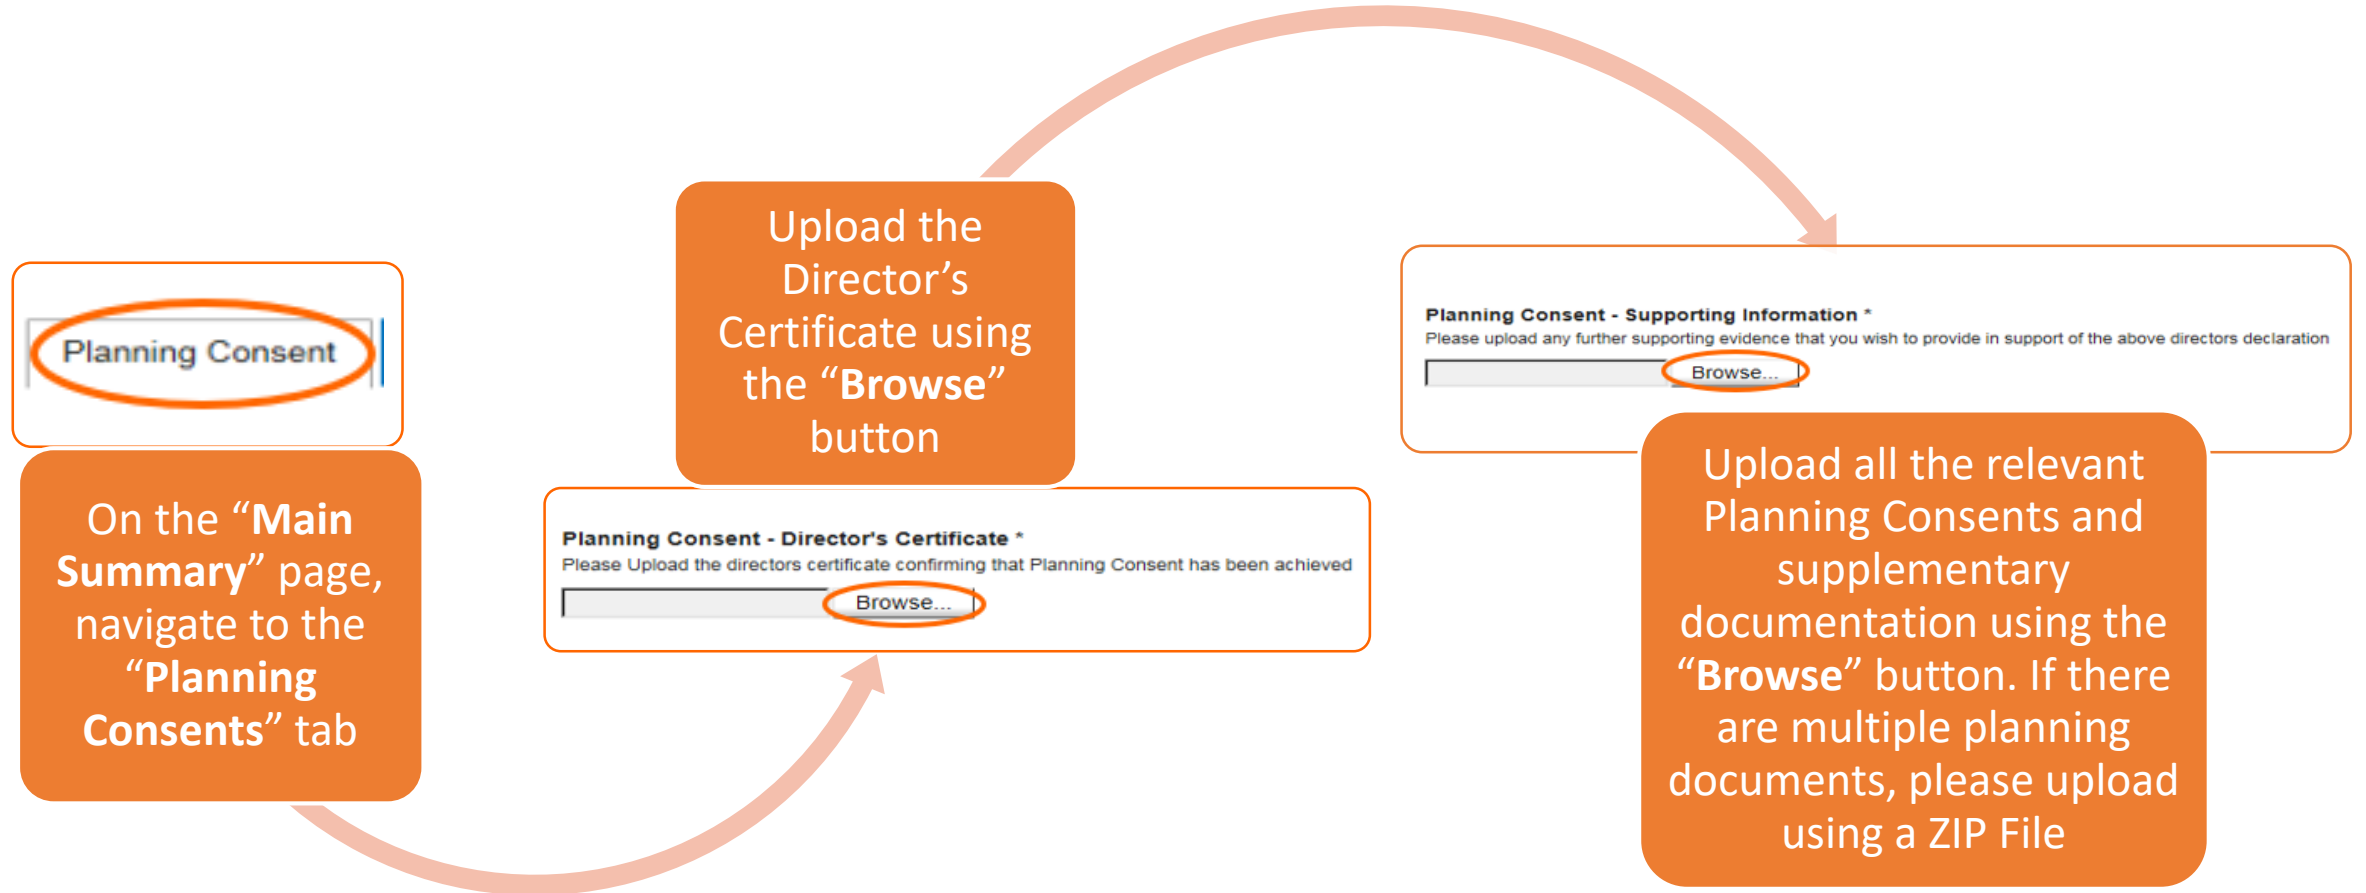 Planning Consent
On the “Main
Summary” page,
navigate to the
“Planning
Consents” tab
Upload the
Director’s
Certificate using
the “Browse”
button
Planning Consent - Director's Certificate *
Please Upload the directors certificate confirming that Planning Consent has been achieved
Browse...
Planning Consent - Supporting Information *
Please upload any further supporting evidence that you wish to provide in support of the above directors declaration
Browse...
Upload all the relevant
Planning Consents and
supplementary
documentation using the
“Browse” button. If there
are multiple planning
documents, please upload
using a ZIP File